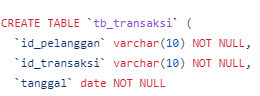 CREATE TABLE `tb_transaksi` (
`id_pelanggan` varchar(10) NOT NULL,
`id_transaksi` varchar(10) NOT NULL,
`tanggal` date NOT NULL